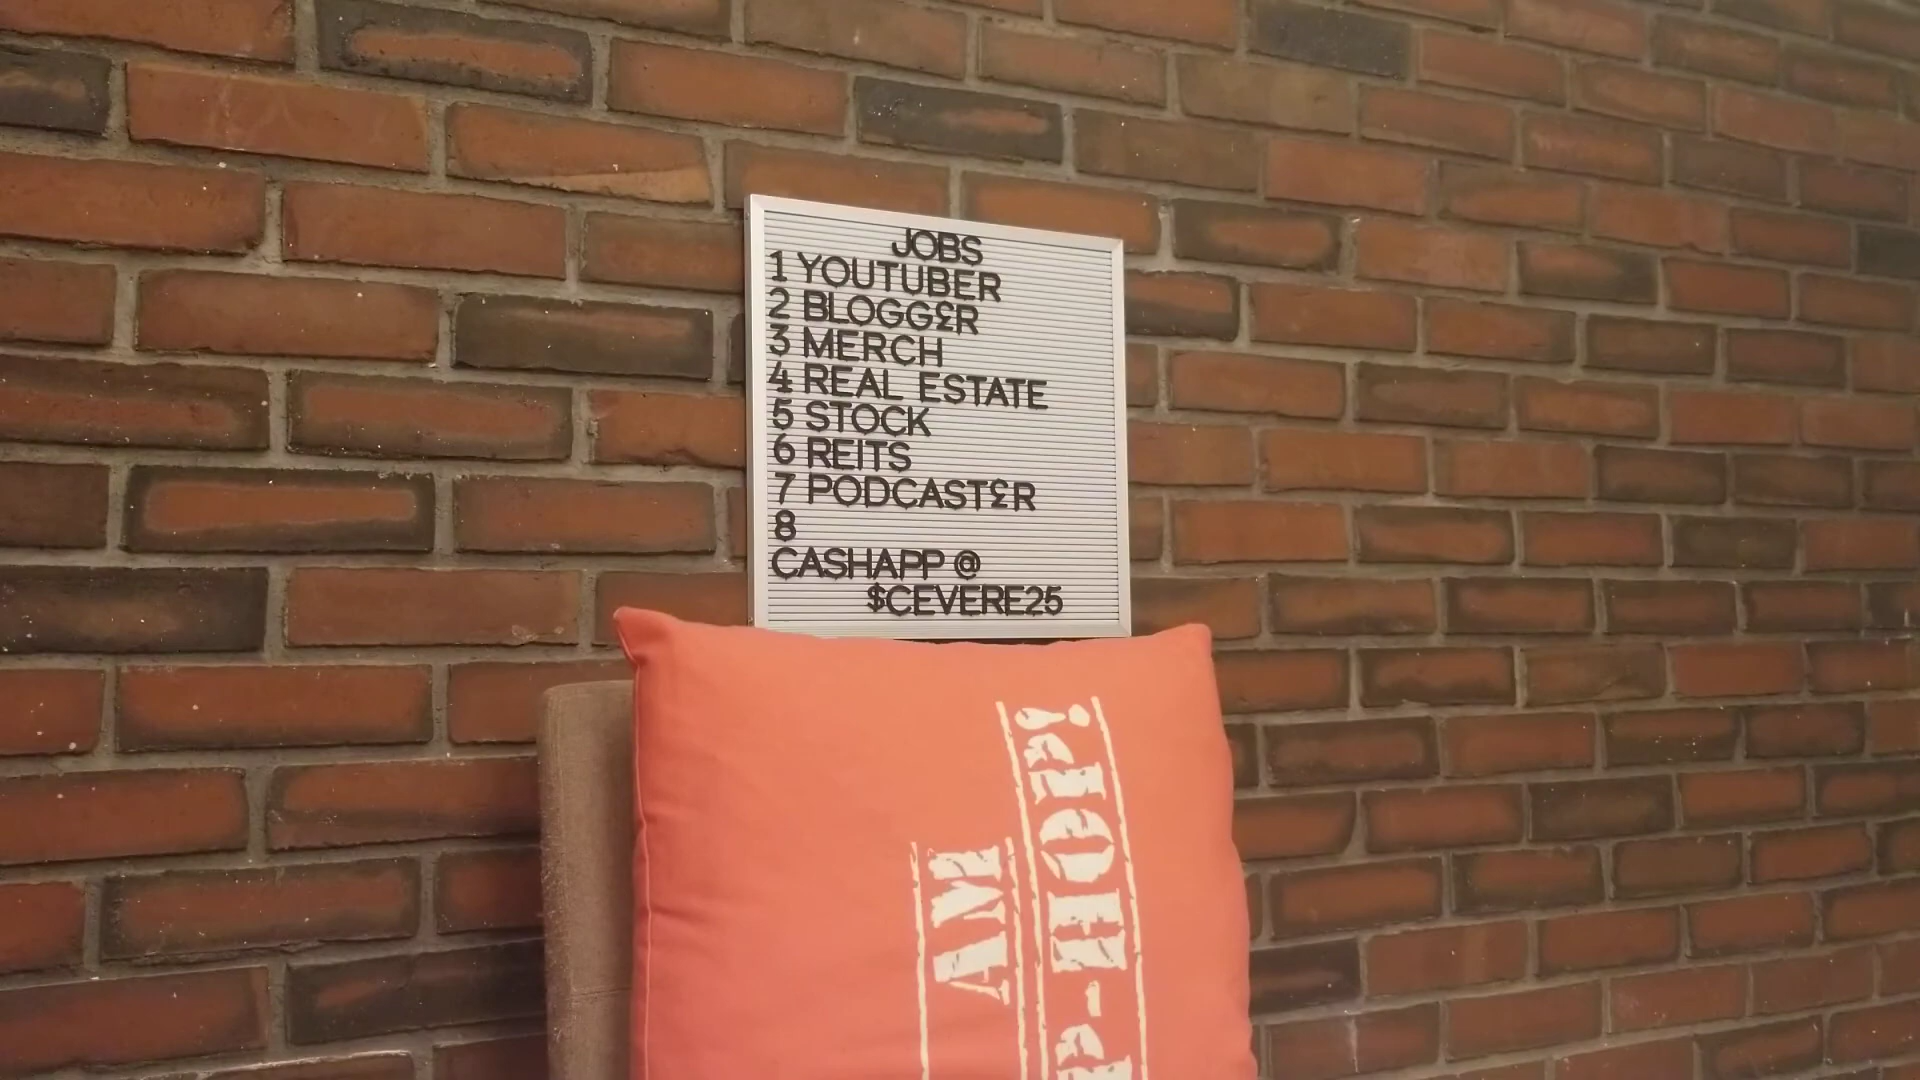 JOBS
1 YOUTUBER
2 BLOGG£R
3 MERCH
4 REAL ESTATE
5 STOCK
6 REITS
7 PODCAST£R
8
CASHAPP @
$CEVERE25
AM
P-HOP!